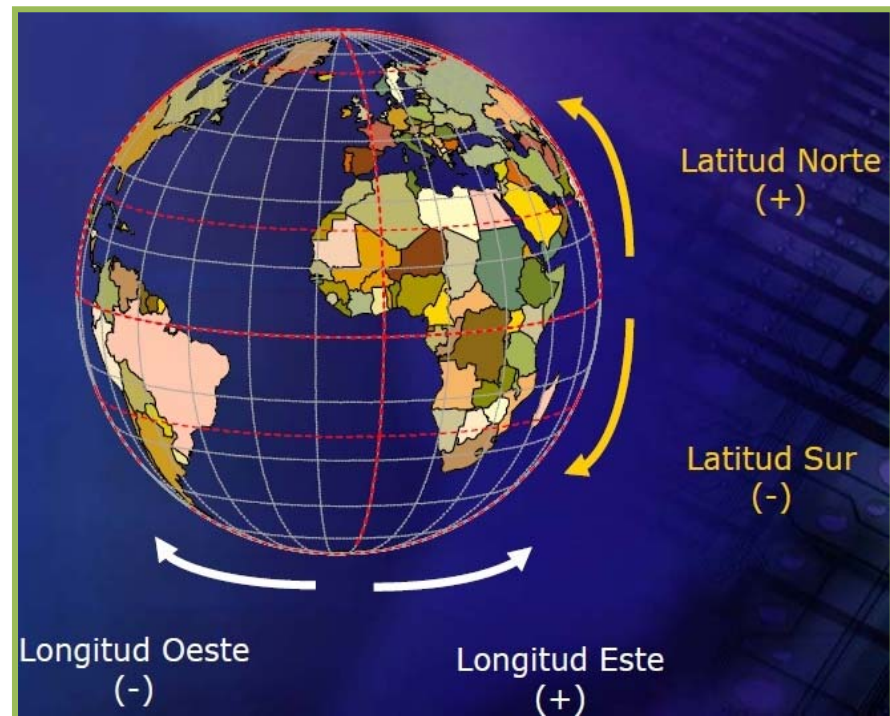 Latitud Norte
(+)
Latitud Sur
(-)
Longitud Oeste
(-)
Longitud Este
(+)